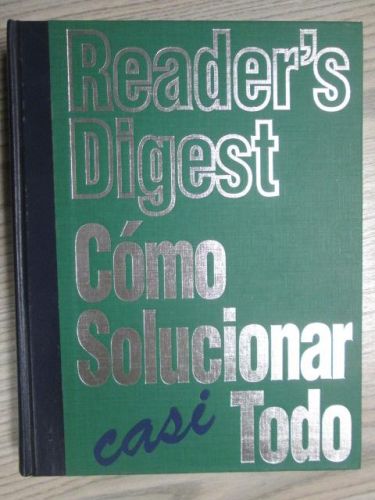 Reader's
Digest
Cómo
Solucionar
casi Todo